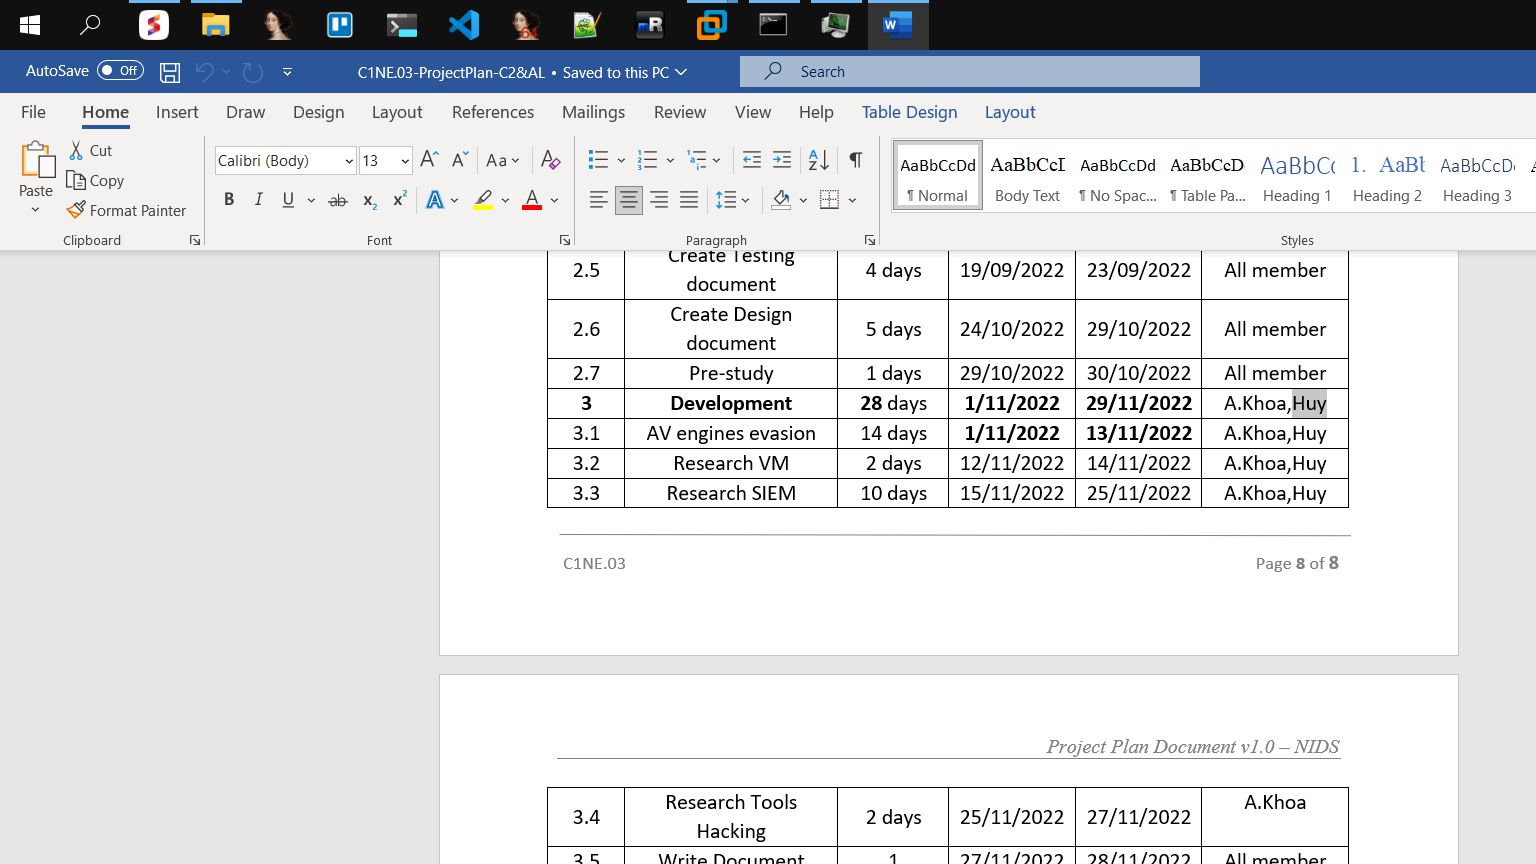 AutoSave Off C1NE.03-ProjectPlan-C2&AL • Saved to this PC Search
File Home Insert Draw Design Layout References Mailings Review View Help Table Design Layout
Paste
Cut
Copy
Format Painter
Clipboard
Calibri (Body) 13
Font
Paragraph
AaBbCcDd
¶ Normal
Body Text
AaBbCcDd
¶ No Spac...
AaBbCcD
¶ Table Pa...
Heading 1
Heading 2
Heading 3
Styles
2.5 Create Testing document 4 days 19/09/2022 23/09/2022 All member
2.6 Create Design document 5 days 24/10/2022 29/10/2022 All member
2.7 Pre-study 1 days 29/10/2022 30/10/2022 All member
3 Development 28 days 1/11/2022 29/11/2022 A.Khoa,Huy
3.1 AV engines evasion 14 days 1/11/2022 13/11/2022 A.Khoa,Huy
3.2 Research VM 2 days 12/11/2022 14/11/2022 A.Khoa,Huy
3.3 Research SIEM 10 days 15/11/2022 25/11/2022 A.Khoa,Huy
C1NE.03 Page 8 of 8
Project Plan Document v1.0 – NIDS
3.4 Research Tools Hacking 2 days 25/11/2022 27/11/2022 A.Khoa
3.5 Write Document 1 27/11/2022 28/11/2022 All member